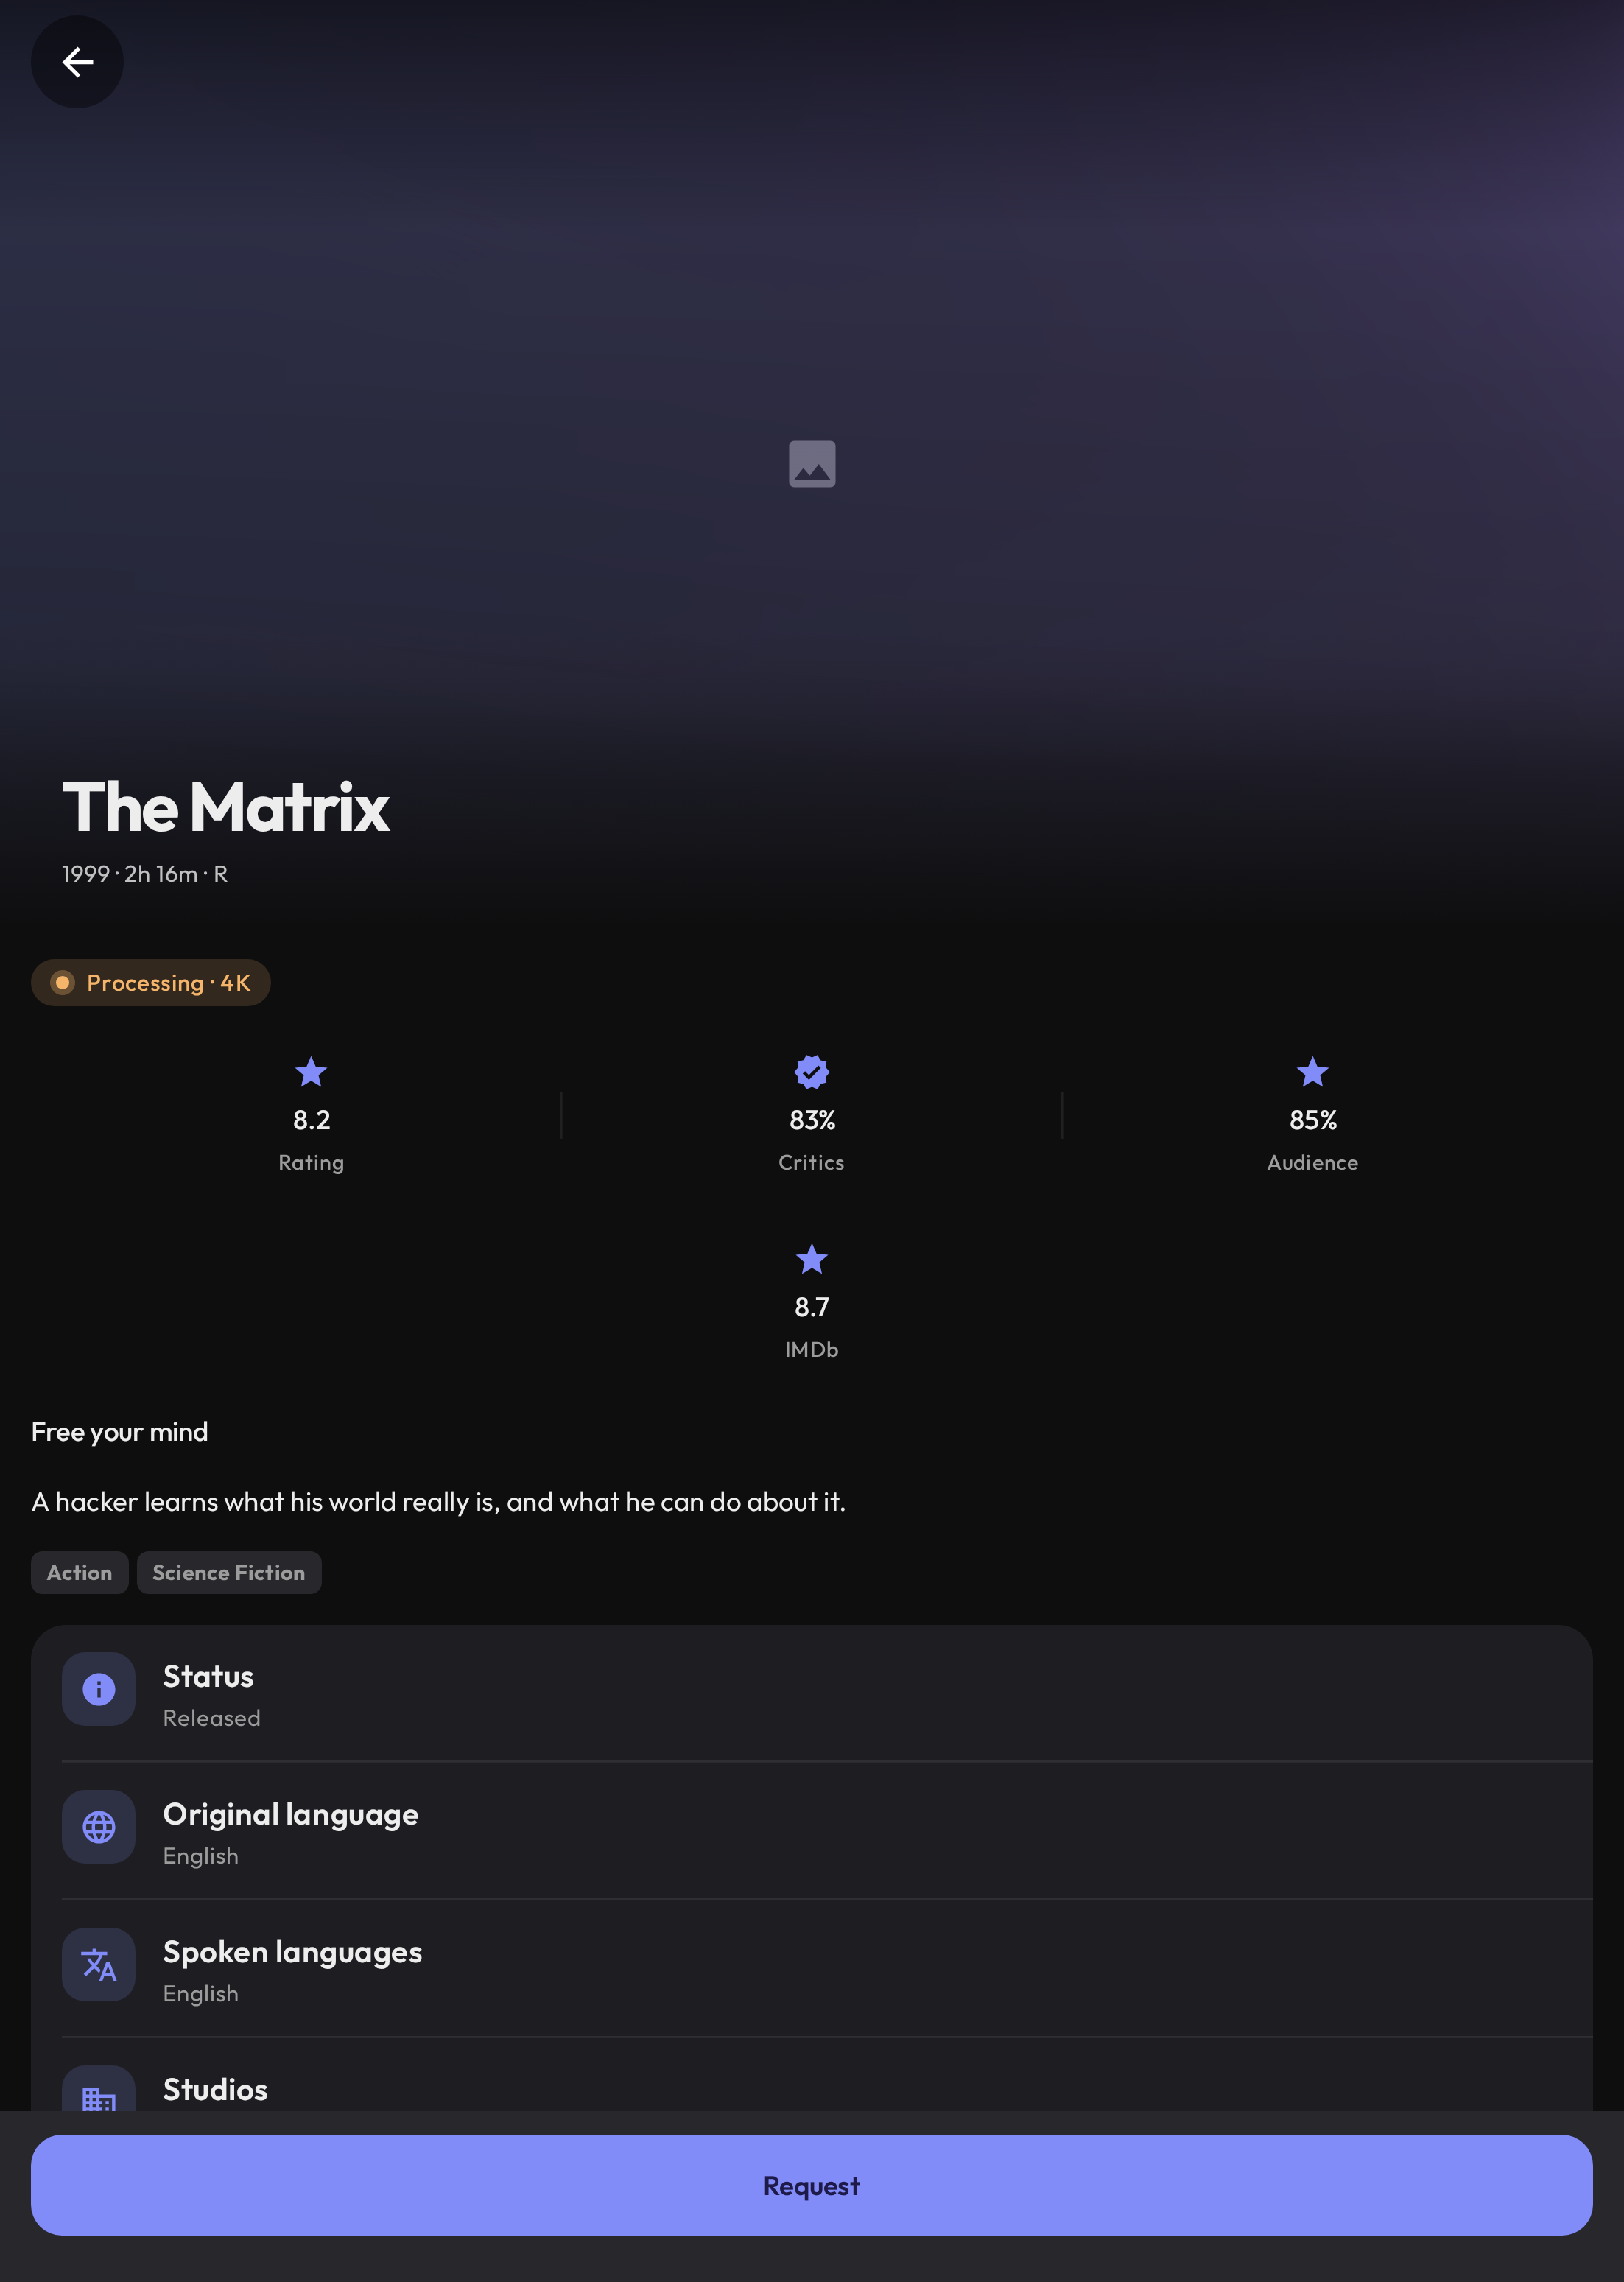 The Matrix
1999 · 2h 16m · R
Processing · 4K
8.2
Rating
83%
Critics
85%
Audience
8.7
IMDb
Free your mind
A hacker learns what his world really is, and what he can do about it.
Action
Science Fiction
Status
Released
Original language
English
Spoken languages
English
Studios
Request